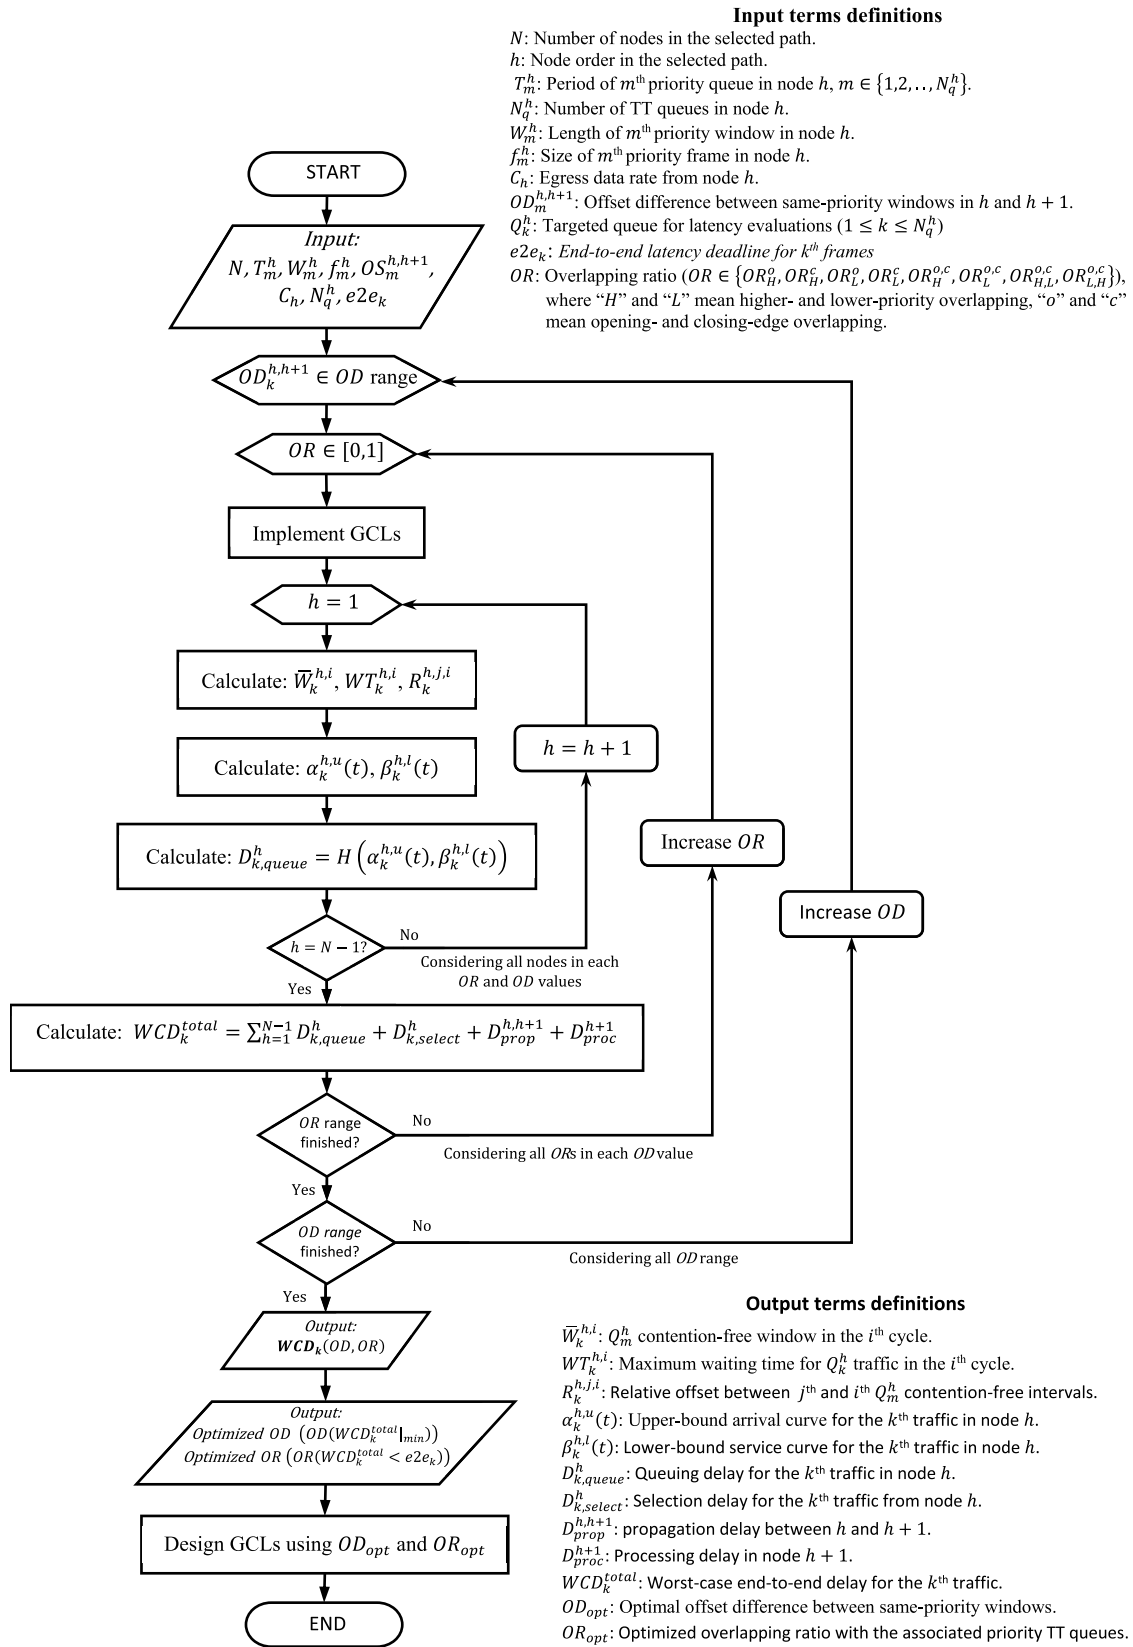 Input terms definitions
N: Number of nodes in the selected path.
h: Node order in the selected path.
T_m^h: Period of m^th priority queue in node h, m ∈ {1,2,..,N_q^h}.
N_q^h: Number of TT queues in node h.
W_m^h: Length of m^th priority window in node h.
f_m^h: Size of m^th priority frame in node h.
C_h: Egress data rate from node h.
OD_m^{h,h+1}: Offset difference between same-priority windows in h and h + 1.
Q_k^h: Targeted queue for latency evaluations (1 ≤ k ≤ N_q^h)
e2e_k: End-to-end latency deadline for k^th frames
OR: Overlapping ratio (OR ∈ {OR_H^o, OR_H^c, OR_L^o, OR_L^c, OR_H^{o,c}, OR_L^{o,c}, OR_{H,L}^{o,c}, OR_{L,H}^{o,c}}),
where “H” and “L” mean higher- and lower-priority overlapping, “o” and “c”
mean opening- and closing-edge overlapping.
START
Input:
N, T_m^h, W_m^h, f_m^h, OS_m^{h,h+1},
C_h, N_q^h, e2e_k
OD_k^{h,h+1} ∈ OD range
OR ∈ [0,1]
Implement GCLs
h = 1
Calculate: W̅_k^{h,i}, WT_k^{h,i}, R_k^{h,j,i}
h = h + 1
Calculate: α_k^{h,u}(t), β_k^{h,l}(t)
Increase OR
Calculate: D_{k,queue}^h = H(α_k^{h,u}(t), β_k^{h,l}(t))
Increase OD
h = N − 1?
No
Considering all nodes in each
OR and OD values
Yes
Calculate: WCD_k^{total} = ∑_{h=1}^{N−1} D_{k,queue}^h + D_{k,select}^h + D_{prop}^{h,h+1} + D_{proc}^{h+1}
OR range
finished?
No
Considering all ORs in each OD value
Yes
OD range
finished?
No
Considering all OD range
Yes
Output:
WCD_k(OD, OR)
Output:
Optimized OD (OD(WCD_k^{total}|_{min}))
Optimized OR (OR(WCD_k^{total} < e2e_k))
Design GCLs using OD_{opt} and OR_{opt}
END
Output terms definitions
W̅_k^{h,i}: Q_m^h contention-free window in the i^th cycle.
WT_k^{h,i}: Maximum waiting time for Q_k^h traffic in the i^th cycle.
R_k^{h,j,i}: Relative offset between j^th and i^th Q_m^h contention-free intervals.
α_k^{h,u}(t): Upper-bound arrival curve for the k^th traffic in node h.
β_k^{h,l}(t): Lower-bound service curve for the k^th traffic in node h.
D_{k,queue}^h: Queuing delay for the k^th traffic in node h.
D_{k,select}^h: Selection delay for the k^th traffic from node h.
D_{prop}^{h,h+1}: propagation delay between h and h + 1.
D_{proc}^{h+1}: Processing delay in node h + 1.
WCD_k^{total}: Worst-case end-to-end delay for the k^th traffic.
OD_{opt}: Optimal offset difference between same-priority windows.
OR_{opt}: Optimized overlapping ratio with the associated priority TT queues.